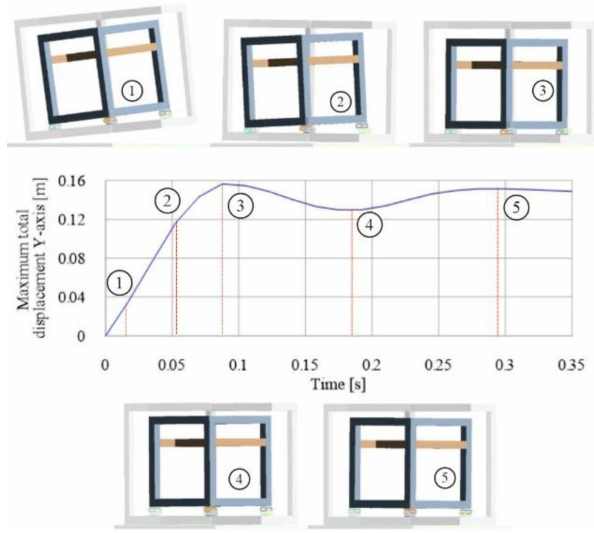 ① ② ③
Maximum total
displacement Y-axis [m]
0.16
0.12
0.08
0.04
0
① ② ③ ④ ⑤
0 0.05 0.1 0.15 0.2 0.25 0.3 0.35
Time [s]
④ ⑤